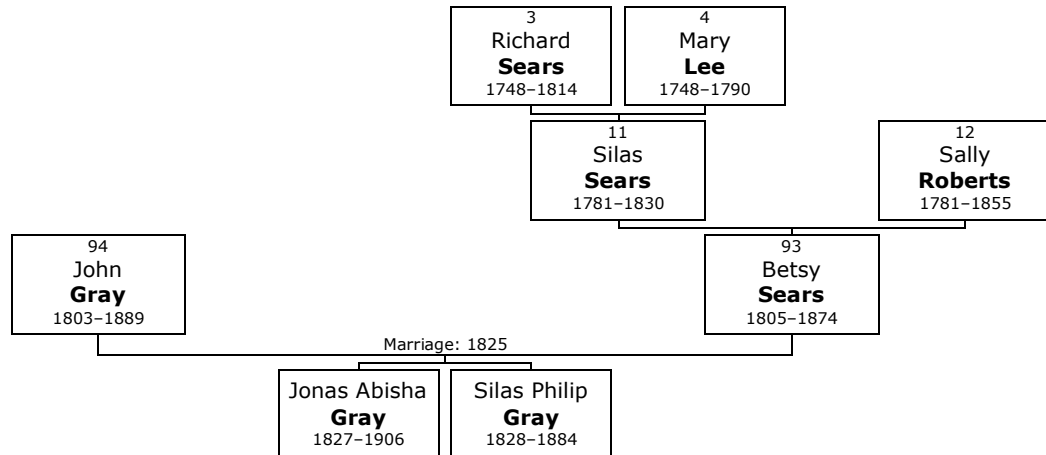 3
Richard
Sears
1748–1814
4
Mary
Lee
1748–1790
11
Silas
Sears
1781–1830
12
Sally
Roberts
1781–1855
94
John
Gray
1803–1889
93
Betsy
Sears
1805–1874
Marriage: 1825
Jonas Abisha
Gray
1827–1906
Silas Philip
Gray
1828–1884